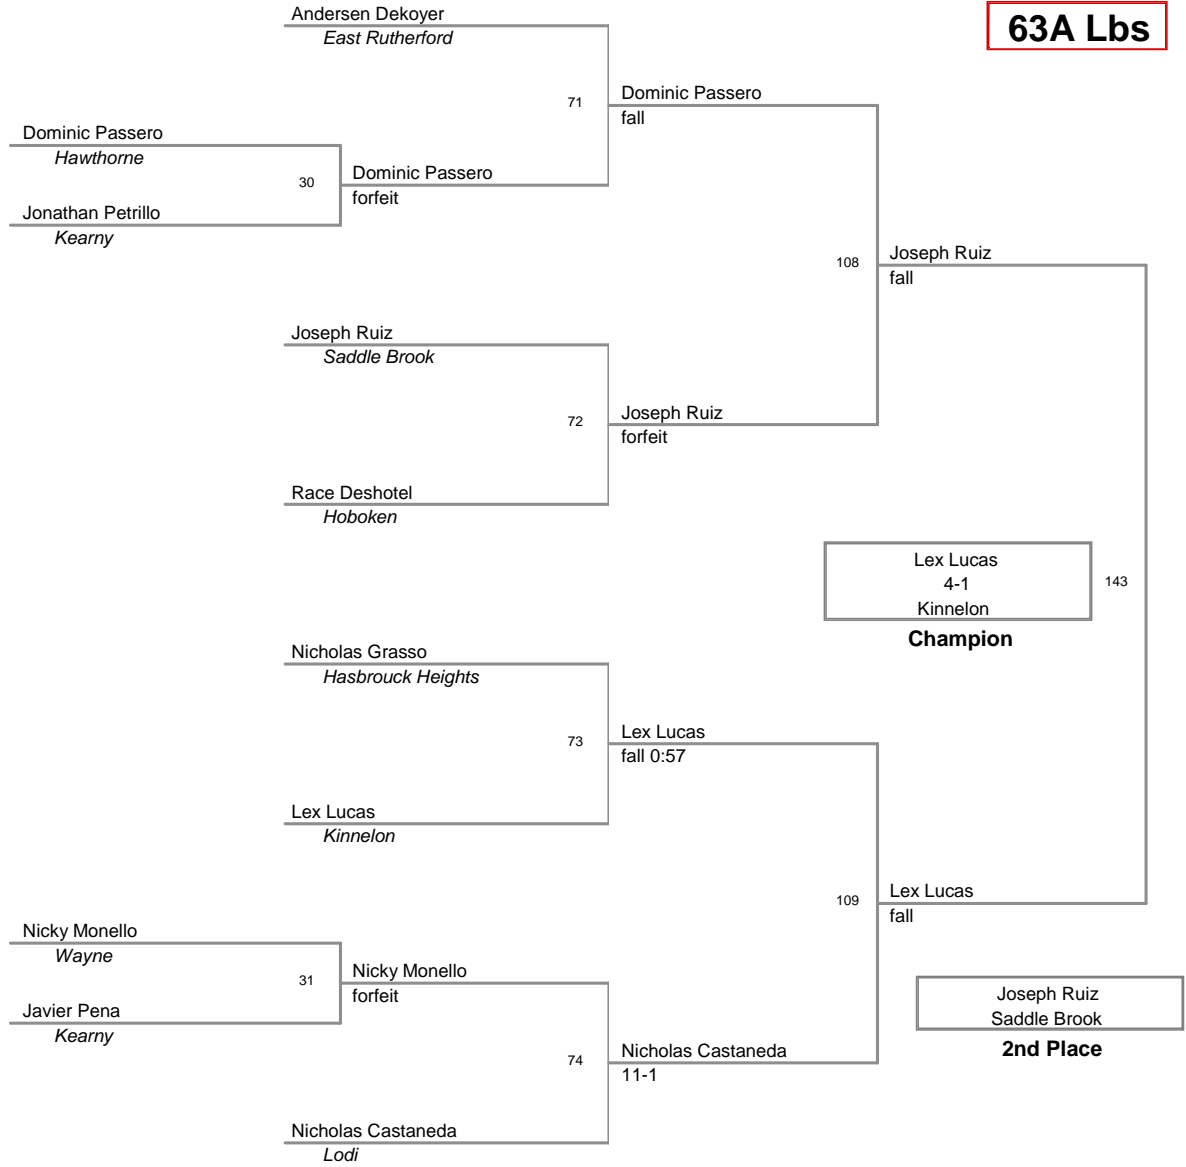 Andersen Dekoyer
East Rutherford
63A Lbs
71
Dominic Passero
fall
Dominic Passero
Hawthorne
30
Dominic Passero
forfeit
Jonathan Petrillo
Kearny
108
Joseph Ruiz
fall
Joseph Ruiz
Saddle Brook
72
Joseph Ruiz
forfeit
Race Deshotel
Hoboken
Lex Lucas
4-1
Kinnelon
Champion
143
Nicholas Grasso
Hasbrouck Heights
73
Lex Lucas
fall 0:57
Lex Lucas
Kinnelon
109
Lex Lucas
fall
Nicky Monello
Wayne
31
Nicky Monello
forfeit
Javier Pena
Kearny
Joseph Ruiz
Saddle Brook
2nd Place
74
Nicholas Castaneda
11-1
Nicholas Castaneda
Lodi